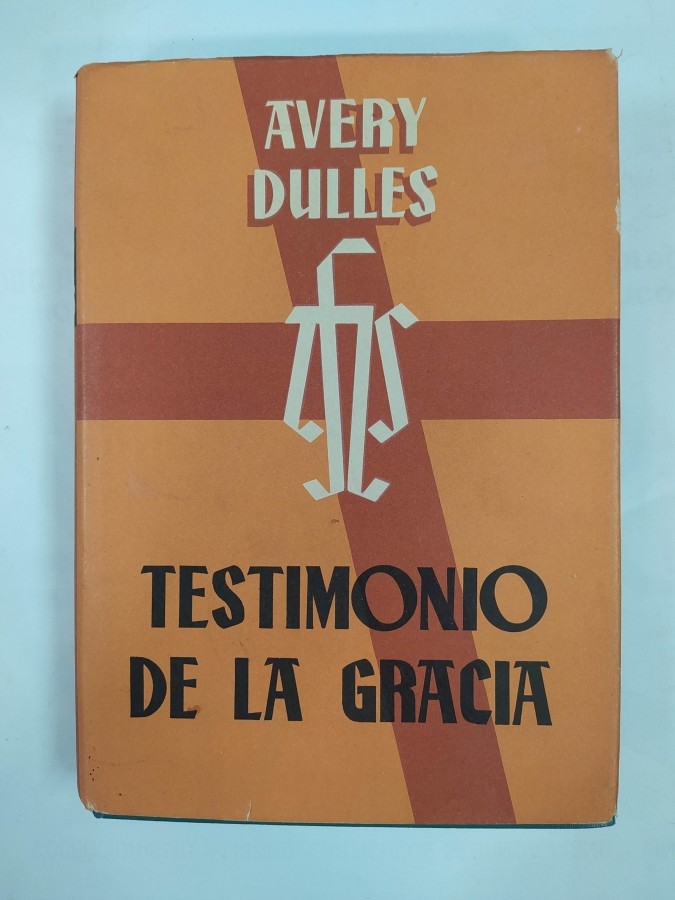 AVERY
DULLES
TESTIMONIO
DE LA GRACIA